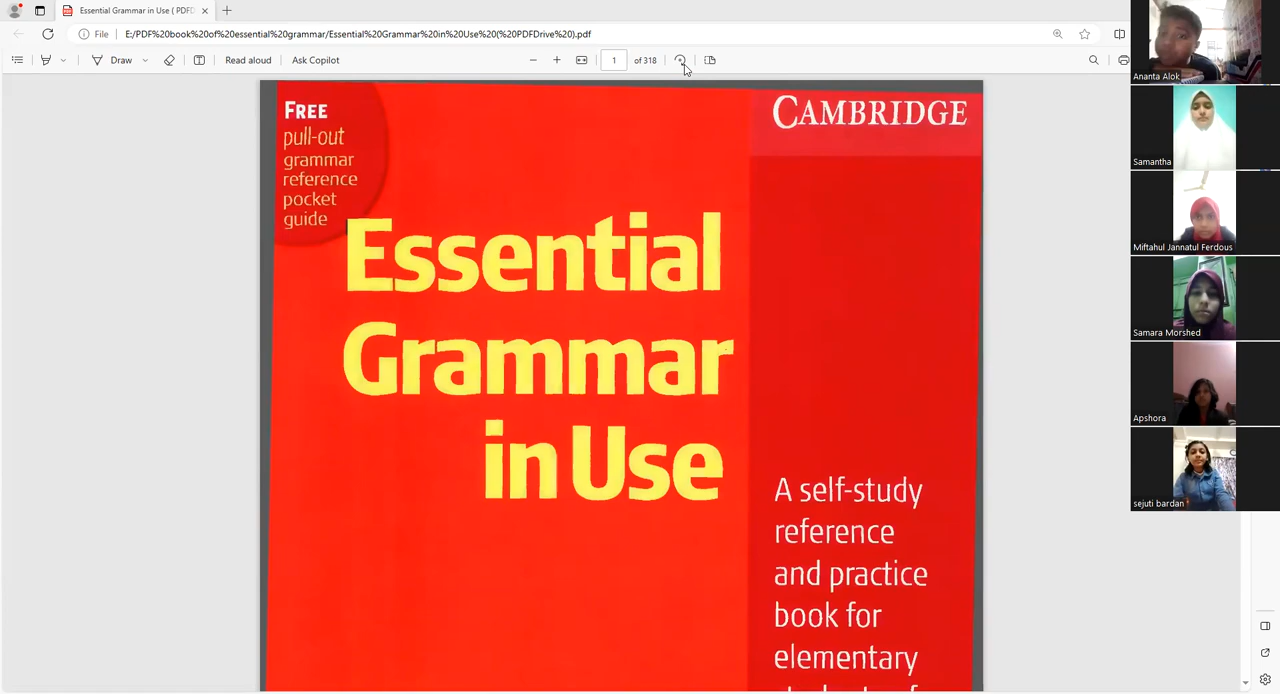 Essential Grammar in Use ( PDFD
File
E:/PDF%20book%20of%20essential%20grammar/Essential%20Grammar%20in%20Use%20(%20PDFDrive%20).pdf
Draw
Read aloud
Ask Copilot
1
of 318
FREE
pull-out
grammar
reference
pocket
guide
CAMBRIDGE
Essential
Grammar
in Use
A self-study
reference
and practice
book for
elementary
Ananta Alok
Samantha
Miftahul Jannatul Ferdous
Samara Morshed
Apshora
sejuti bardan